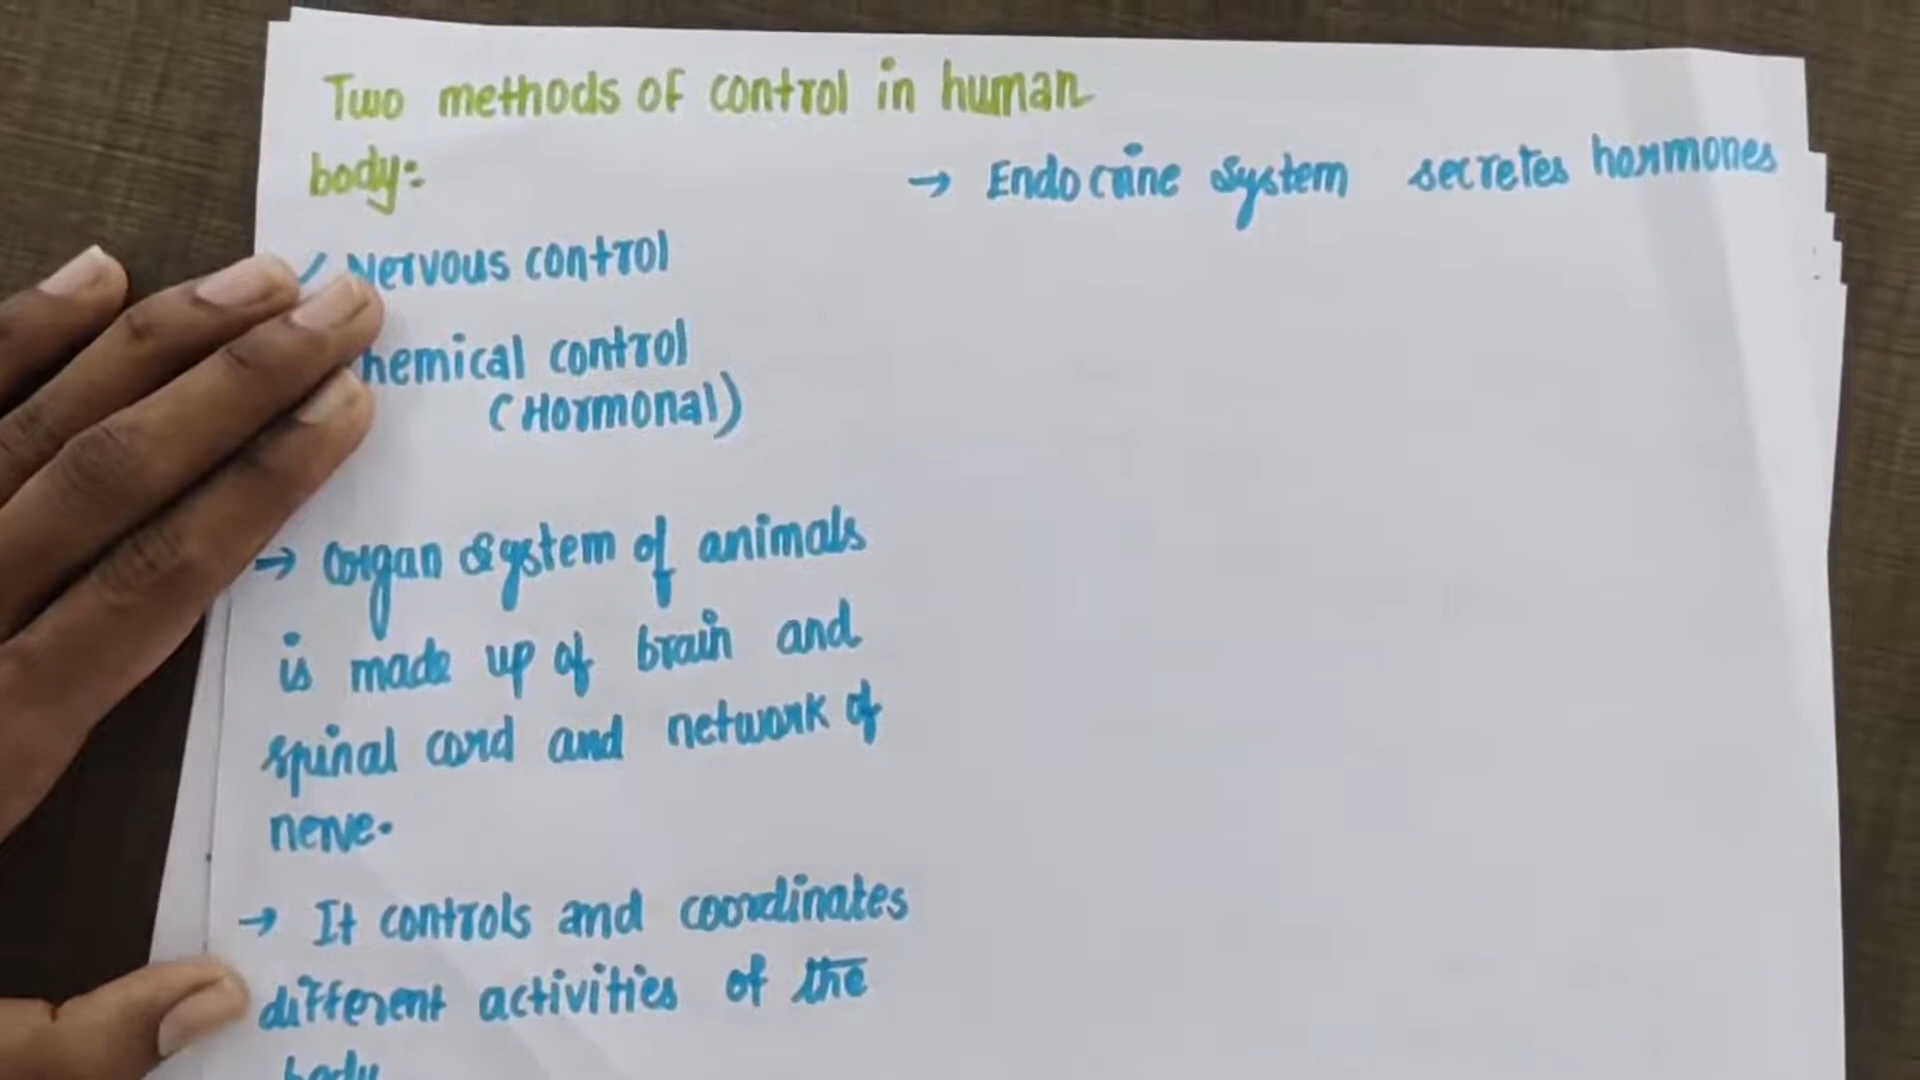 Two methods of control in human
body:-
→ Endocrine system secretes hormones
✓ Nervous control
hemical control
(Hormonal)
→ Organ system of animals
is made up of brain and
spinal cord and network of
nerve.
→ It controls and coordinates
different activities of the
body